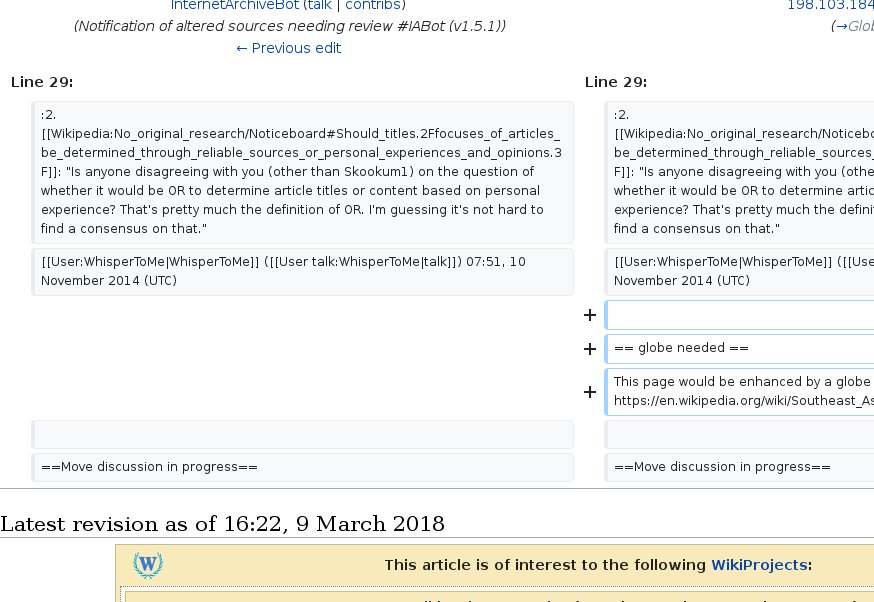 InternetArchiveBot (talk | contribs)
198.103.184
(Notification of altered sources needing review #IABot (v1.5.1))
(→Glob
← Previous edit
Line 29:
Line 29:
:2.
[[Wikipedia:No_original_research/Noticeboard#Should_titles.2Ffocuses_of_articles_
be_determined_through_reliable_sources_or_personal_experiences_and_opinions.3
F]]: "Is anyone disagreeing with you (other than Skookum1) on the question of
whether it would be OR to determine article titles or content based on personal
experience? That's pretty much the definition of OR. I'm guessing it's not hard to
find a consensus on that."
:2.
[[Wikipedia:No_original_research/Noticebo
be_determined_through_reliable_sources_
F]]: "Is anyone disagreeing with you (othe
whether it would be OR to determine artic
experience? That's pretty much the defini
find a consensus on that."
[[User:WhisperToMe|WhisperToMe]] ([[User talk:WhisperToMe|talk]]) 07:51, 10
November 2014 (UTC)
[[User:WhisperToMe|WhisperToMe]] ([[Use
November 2014 (UTC)
+
+ == globe needed ==
+ This page would be enhanced by a globe
https://en.wikipedia.org/wiki/Southeast_As
==Move discussion in progress==
==Move discussion in progress==
Latest revision as of 16:22, 9 March 2018
W
This article is of interest to the following WikiProjects: